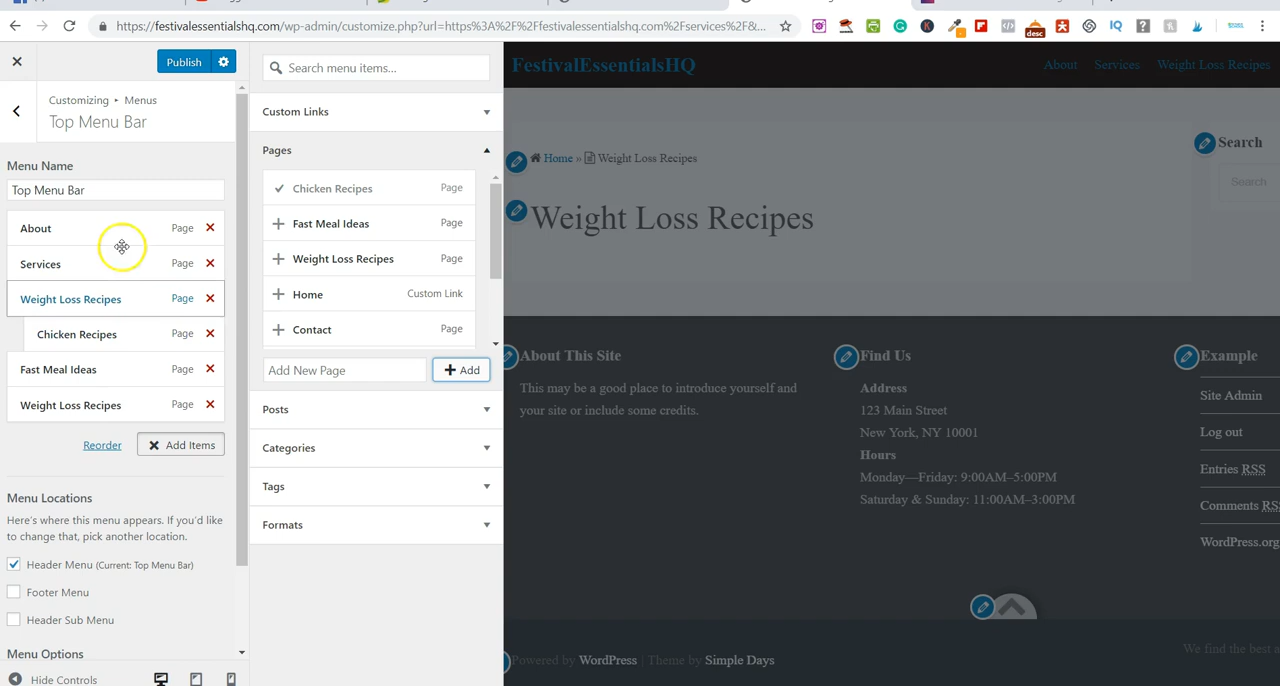 https://festivalessentialshq.com/wp-admin/customize.php?url=https%3A%2F%2Ffestivalessentialshq.com%2Fservices%2F&...
desc
IQ
Publish
Customizing ▸ Menus
Top Menu Bar
Menu Name
Top Menu Bar
About Page
Services Page
Weight Loss Recipes Page
Chicken Recipes Page
Fast Meal Ideas Page
Weight Loss Recipes Page
Reorder
Add Items
Menu Locations
Here's where this menu appears. If you'd like
to change that, pick another location.
Header Menu (Current: Top Menu Bar)
Footer Menu
Header Sub Menu
Menu Options
Hide Controls
Search menu items...
Custom Links
Pages
Chicken Recipes Page
Fast Meal Ideas Page
Weight Loss Recipes Page
Home Custom Link
Contact Page
Add New Page
Add
Posts
Categories
Tags
Formats
FestivalEssentialsHQ
About Services Weight Loss Recipes
Home » Weight Loss Recipes
Weight Loss Recipes
Search
Search
About This Site
This may be a good place to introduce yourself and
your site or include some credits.
Find Us
Address
123 Main Street
New York, NY 10001
Hours
Monday—Friday: 9:00AM–5:00PM
Saturday & Sunday: 11:00AM–3:00PM
Example
Site Admin
Log out
Entries RSS
Comments RSS
WordPress.org
Powered by WordPress | Theme by Simple Days
We find the best a